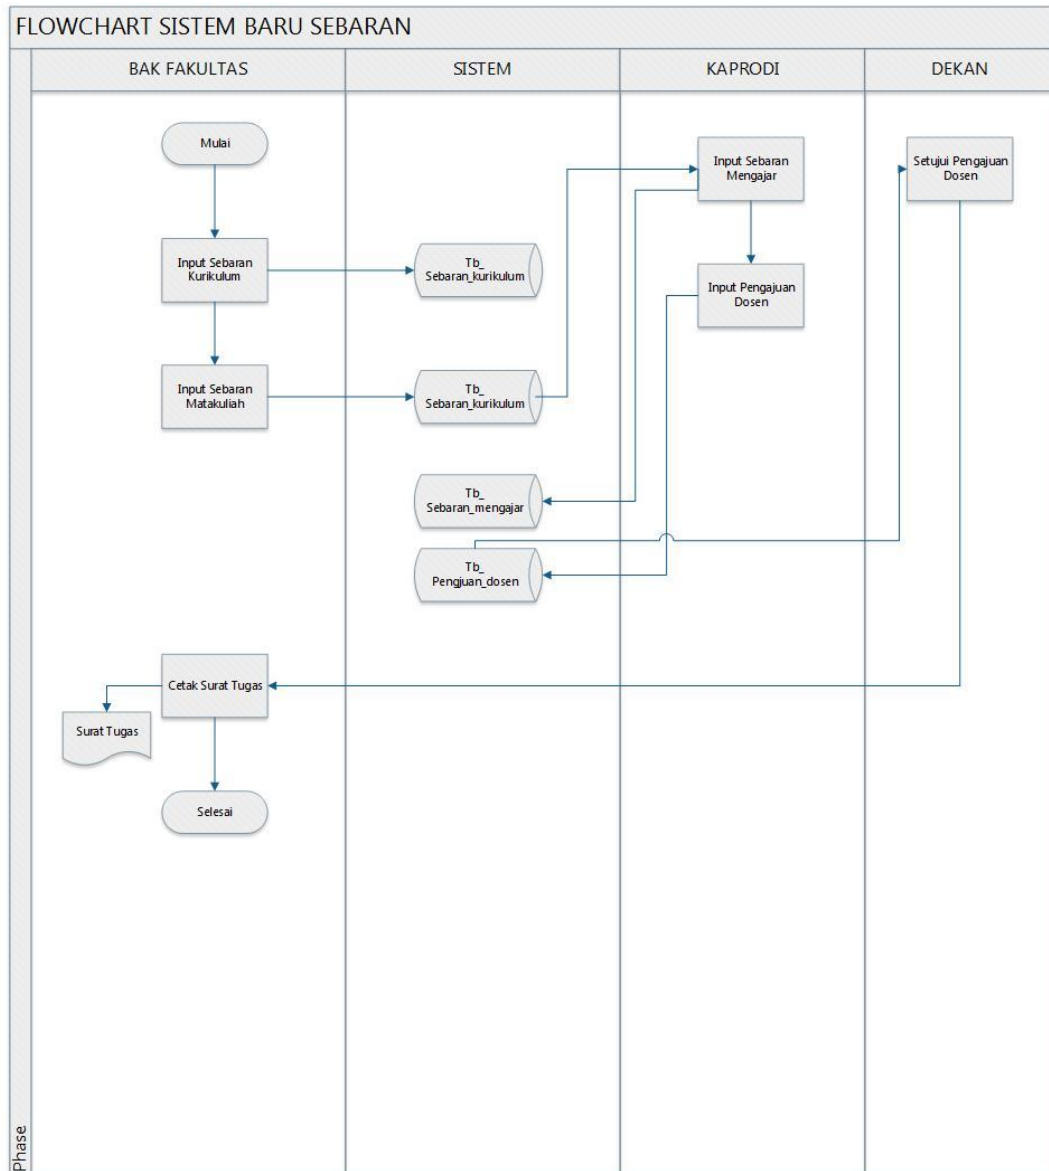 FLOWCHART SISTEM BARU SEBARAN
BAK FAKULTAS
SISTEM
KAPRODI
DEKAN
Mulai
Input Sebaran
Mengajar
Setujui Pengajuan
Dosen
Input Sebaran
Kurikulum
Tb_
Sebaran_kurikulum
Input Pengajuan
Dosen
Input Sebaran
Matakuliah
Tb_
Sebaran_kurikulum
Tb_
Sebaran_mengajar
Tb_
Pengjuan_dosen
Cetak Surat Tugas
Surat Tugas
Selesai
Phase